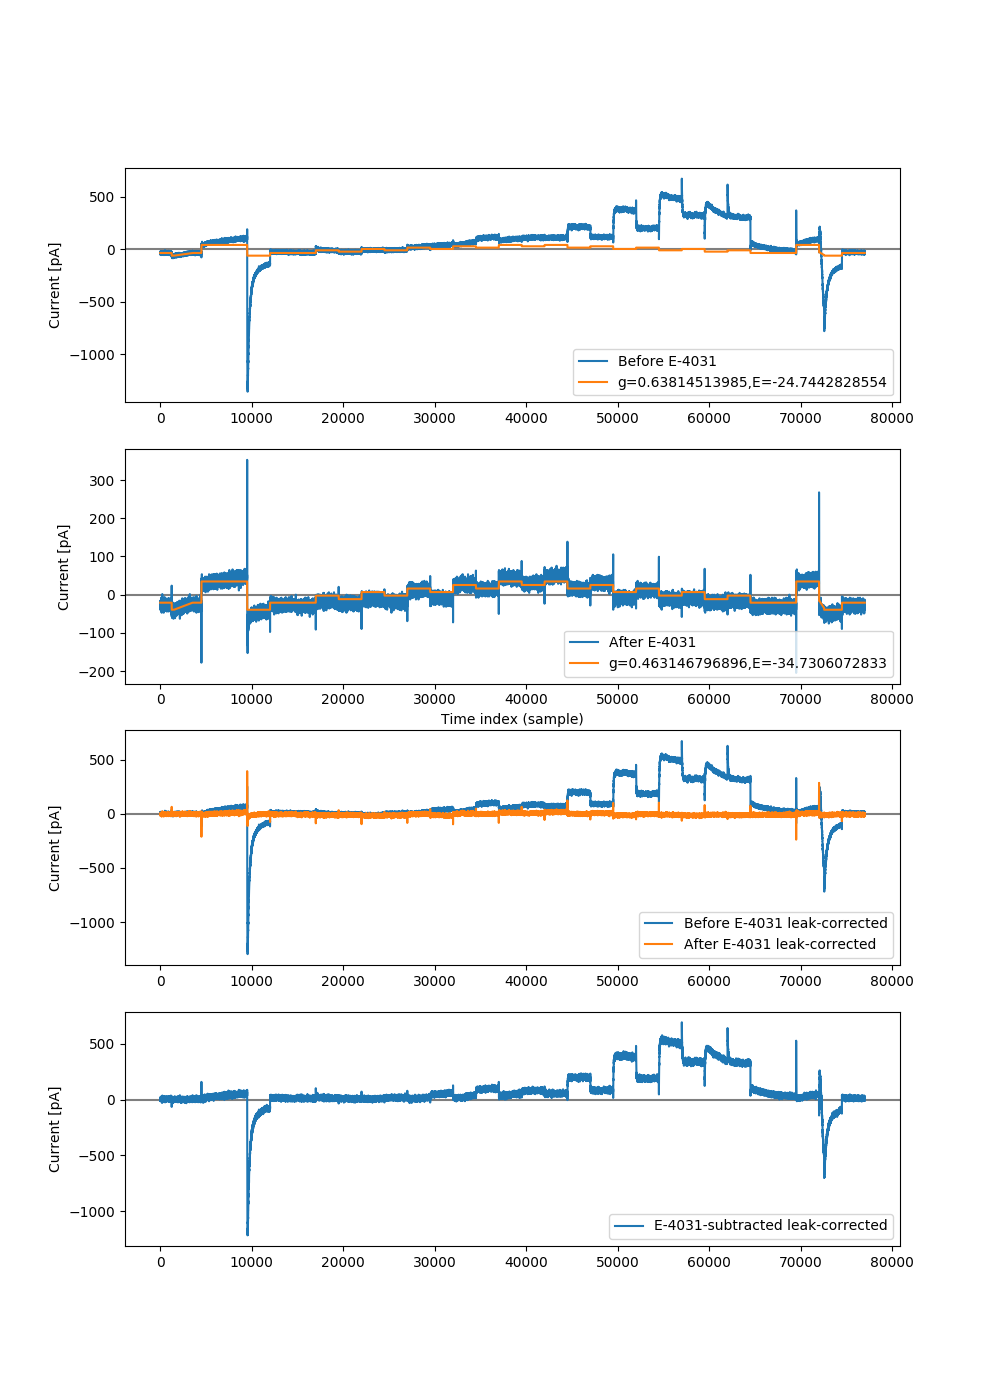 500
0
−500
−1000
Current [pA]
Before E-4031
g=0.63814513985,E=-24.7442828554
0 10000 20000 30000 40000 50000 60000 70000 80000
300
200
100
0
−100
−200
Current [pA]
After E-4031
g=0.463146796896,E=-34.7306072833
0 10000 20000 30000 40000 50000 60000 70000 80000
Time index (sample)
500
0
−500
−1000
Current [pA]
Before E-4031 leak-corrected
After E-4031 leak-corrected
0 10000 20000 30000 40000 50000 60000 70000 80000
500
0
−500
−1000
Current [pA]
E-4031-subtracted leak-corrected
0 10000 20000 30000 40000 50000 60000 70000 80000